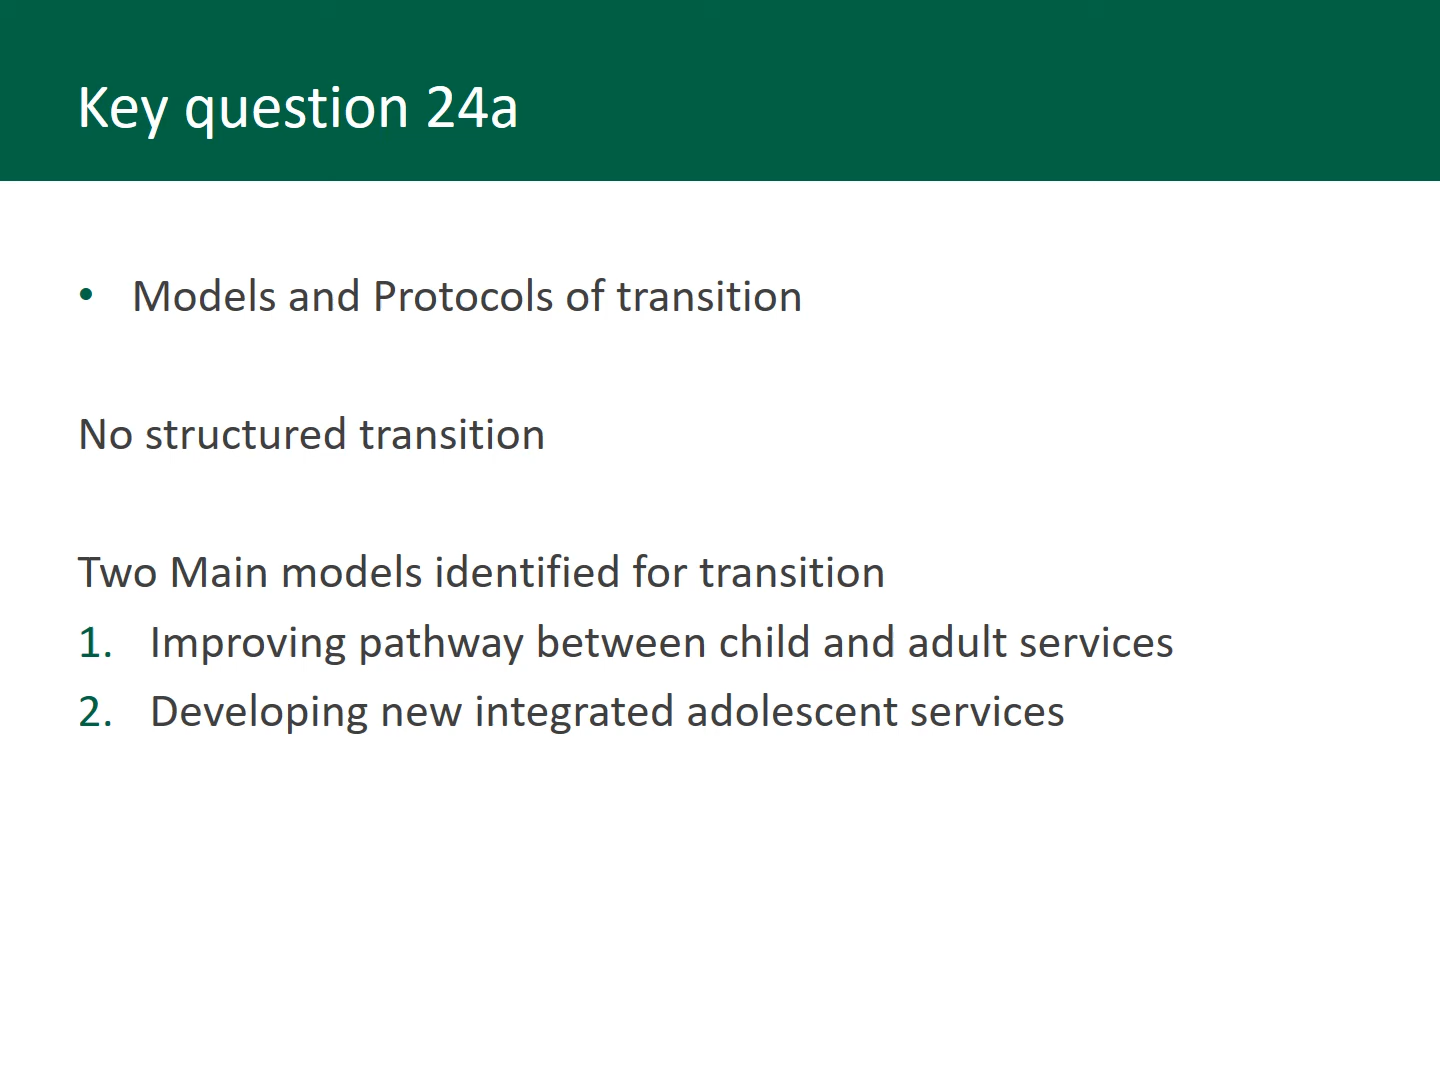 Key question 24a
• Models and Protocols of transition
No structured transition
Two Main models identified for transition
1. Improving pathway between child and adult services
2. Developing new integrated adolescent services